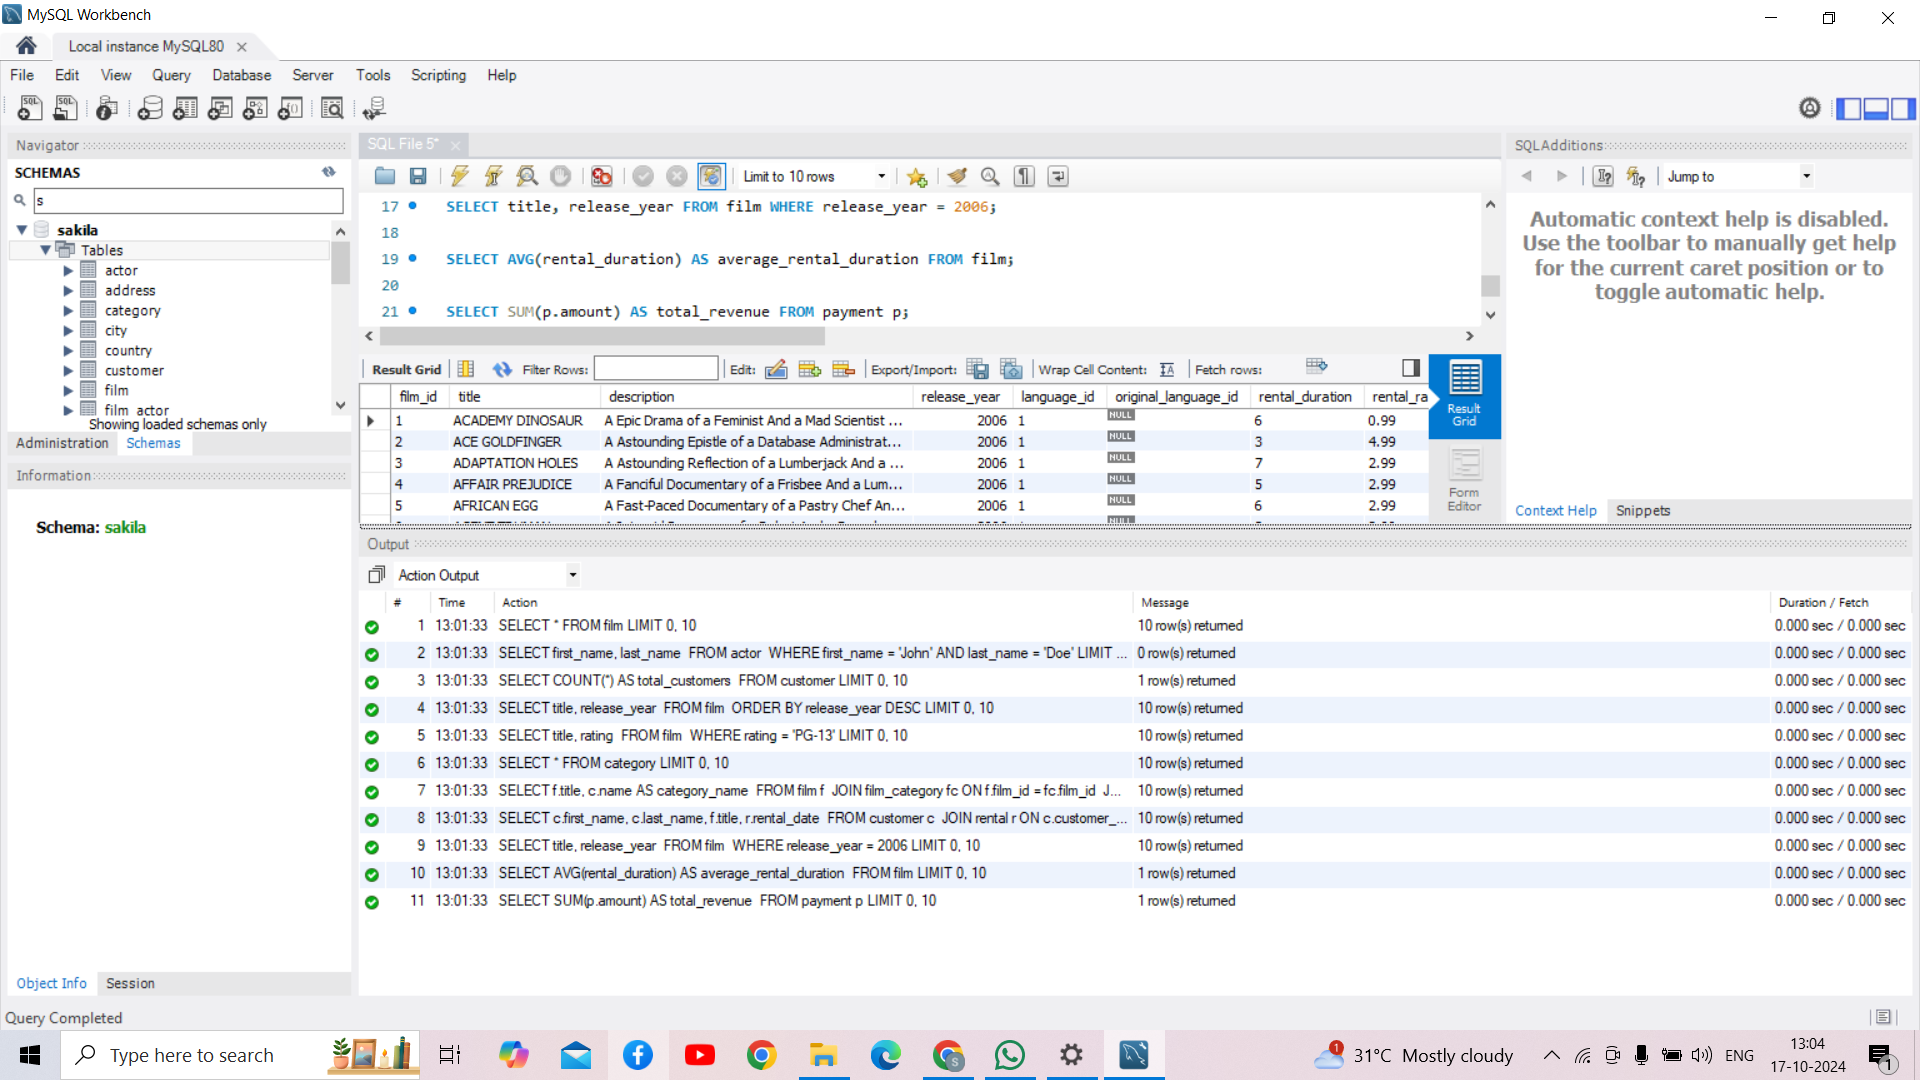 MySQL Workbench
Local instance MySQL80
File Edit View Query Database Server Tools Scripting Help
Navigator
SCHEMAS
s
sakila
Tables
actor
address
category
city
country
customer
film
film_actor
Showing loaded schemas only
Administration Schemas
Information
Schema: sakila
Object Info Session
SQL File 5*
Limit to 10 rows
17 SELECT title, release_year FROM film WHERE release_year = 2006;
18
19 SELECT AVG(rental_duration) AS average_rental_duration FROM film;
20
21 SELECT SUM(p.amount) AS total_revenue FROM payment p;
Result Grid Filter Rows: Edit: Export/Import: Wrap Cell Content: Fetch rows:
film_id title description release_year language_id original_language_id rental_duration rental_ra
1 ACADEMY DINOSAUR A Epic Drama of a Feminist And a Mad Scientist ... 2006 1 NULL 6 0.99
2 ACE GOLDFINGER A Astounding Epistle of a Database Administrat... 2006 1 NULL 3 4.99
3 ADAPTATION HOLES A Astounding Reflection of a Lumberjack And a ... 2006 1 NULL 7 2.99
4 AFFAIR PREJUDICE A Fanciful Documentary of a Frisbee And a Lum... 2006 1 NULL 5 2.99
5 AFRICAN EGG A Fast-Paced Documentary of a Pastry Chef An... 2006 1 NULL 6 2.99
Result Grid
Form Editor
SQLAdditions
Jump to
Automatic context help is disabled.
Use the toolbar to manually get help
for the current caret position or to
toggle automatic help.
Context Help Snippets
Output
Action Output
# Time Action Message Duration / Fetch
1 13:01:33 SELECT * FROM film LIMIT 0, 10 10 row(s) returned 0.000 sec / 0.000 sec
2 13:01:33 SELECT first_name, last_name FROM actor WHERE first_name = 'John' AND last_name = 'Doe' LIMIT ... 0 row(s) returned 0.000 sec / 0.000 sec
3 13:01:33 SELECT COUNT(*) AS total_customers FROM customer LIMIT 0, 10 1 row(s) returned 0.000 sec / 0.000 sec
4 13:01:33 SELECT title, release_year FROM film ORDER BY release_year DESC LIMIT 0, 10 10 row(s) returned 0.000 sec / 0.000 sec
5 13:01:33 SELECT title, rating FROM film WHERE rating = 'PG-13' LIMIT 0, 10 10 row(s) returned 0.000 sec / 0.000 sec
6 13:01:33 SELECT * FROM category LIMIT 0, 10 10 row(s) returned 0.000 sec / 0.000 sec
7 13:01:33 SELECT f.title, c.name AS category_name FROM film f JOIN film_category fc ON f.film_id = fc.film_id J... 10 row(s) returned 0.000 sec / 0.000 sec
8 13:01:33 SELECT c.first_name, c.last_name, f.title, r.rental_date FROM customer c JOIN rental r ON c.customer_... 10 row(s) returned 0.000 sec / 0.000 sec
9 13:01:33 SELECT title, release_year FROM film WHERE release_year = 2006 LIMIT 0, 10 10 row(s) returned 0.000 sec / 0.000 sec
10 13:01:33 SELECT AVG(rental_duration) AS average_rental_duration FROM film LIMIT 0, 10 1 row(s) returned 0.000 sec / 0.000 sec
11 13:01:33 SELECT SUM(p.amount) AS total_revenue FROM payment p LIMIT 0, 10 1 row(s) returned 0.000 sec / 0.000 sec
Query Completed
Type here to search
1
31°C Mostly cloudy
ENG
13:04
17-10-2024
1